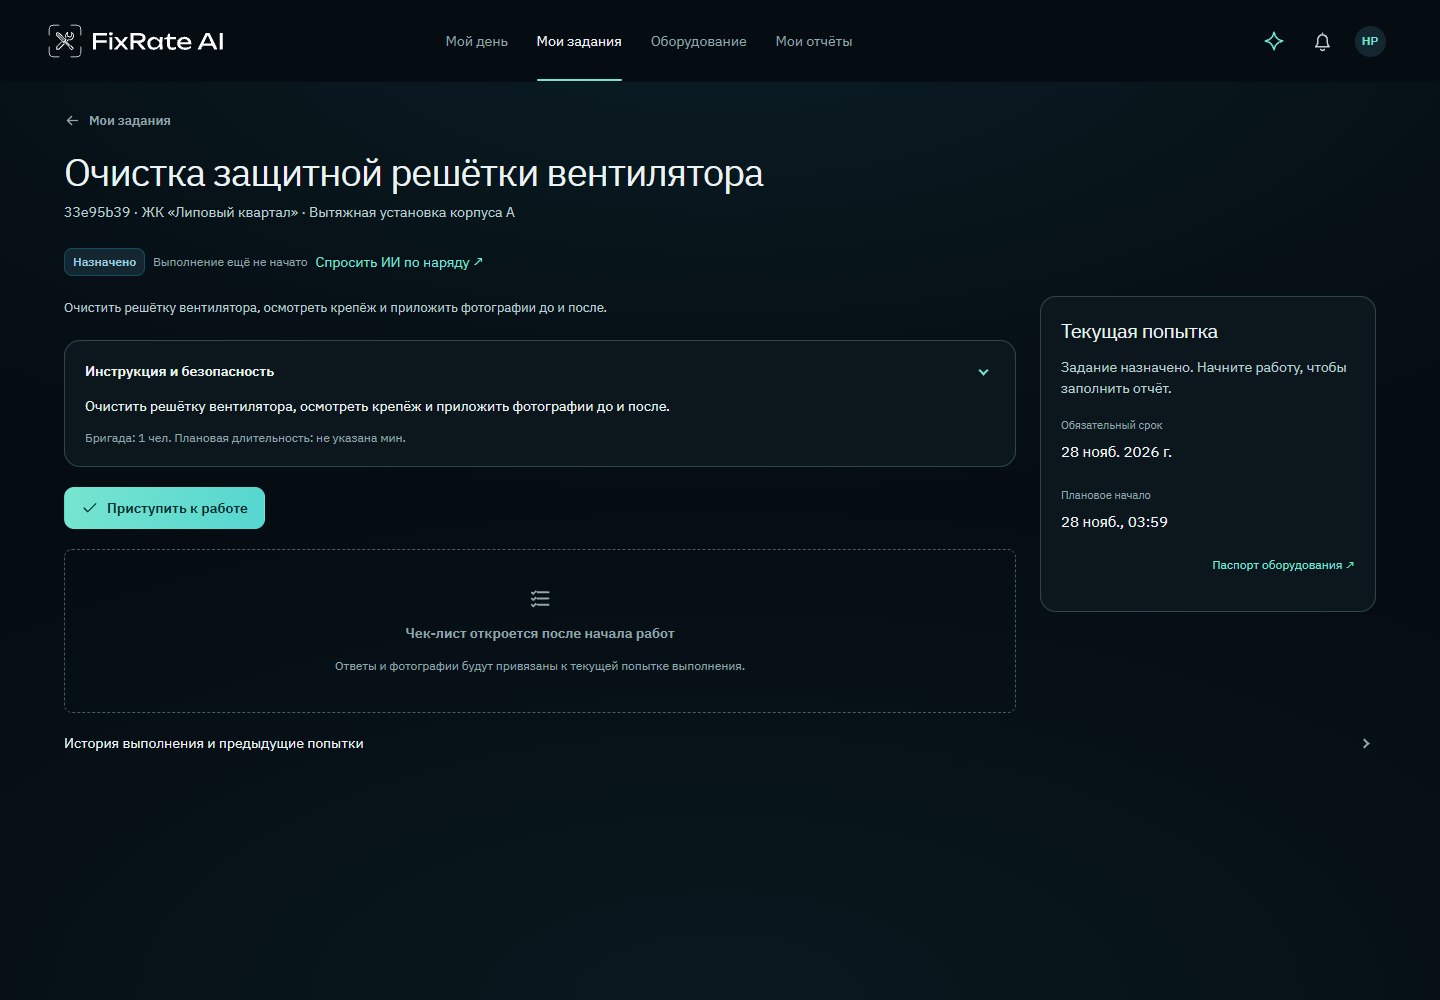 FixRate AI
Мой день
Мои задания
Оборудование
Мои отчёты
НР
← Мои задания
Очистка защитной решётки вентилятора
33e95b39 · ЖК «Липовый квартал» · Вытяжная установка корпуса А
Назначено Выполнение ещё не начато Спросить ИИ по наряду ↗
Очистить решётку вентилятора, осмотреть крепёж и приложить фотографии до и после.
Инструкция и безопасность
Очистить решётку вентилятора, осмотреть крепёж и приложить фотографии до и после.
Бригада: 1 чел. Плановая длительность: не указана мин.
Приступить к работе
Чек-лист откроется после начала работ
Ответы и фотографии будут привязаны к текущей попытке выполнения.
Текущая попытка
Задание назначено. Начните работу, чтобы
заполнить отчёт.
Обязательный срок
28 нояб. 2026 г.
Плановое начало
28 нояб., 03:59
Паспорт оборудования ↗
История выполнения и предыдущие попытки